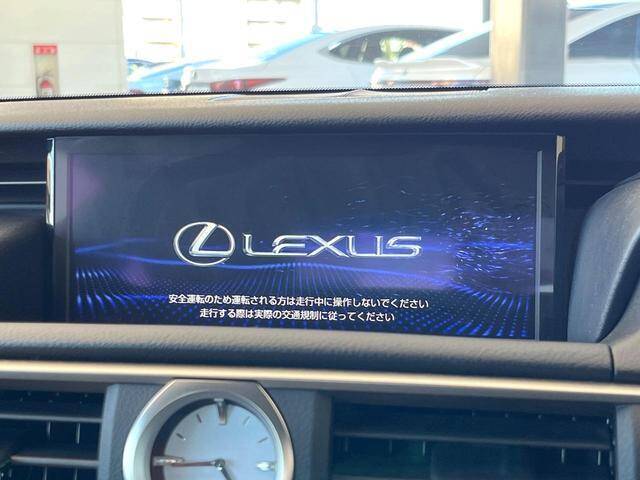 LEXUS
安全運転のため運転される方は走行中に操作しないでください
走行する際は実際の交通規制に従ってください